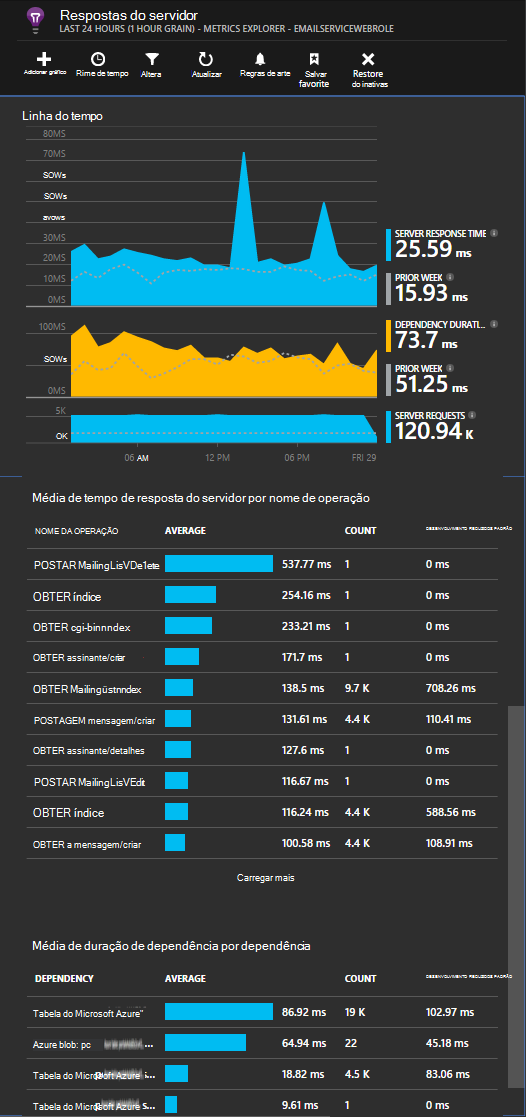 Respostas do servidor
LAST 24 HOURS (1 HOUR GRAIN) - METRICS EXPLORER - EMAILSERVICEWEBROLE
Adicionar gráfico
Rime de tempo
Altera
Atualizar
Regras de arte
Salvar favorite
Restore do inativas
Linha do tempo
80MS
70MS
SOWs
SOWs
avows
30MS
20MS
10MS
0MS
SERVER RESPONSE TIME
25.59 ms
PRIOR WEEK
15.93 ms
100MS
SOWs
0MS
DEPENDENCY DURATI...
73.7 ms
PRIOR WEEK
51.25 ms
5K
OK
SERVER REQUESTS
120.94 K
06 AM 12 PM 06 PM FRI 29
Média de tempo de resposta do servidor por nome de operação
NOME DA OPERAÇÃO AVERAGE COUNT DESENVOLVIMENTO REQUIZODE PADRÃO
POSTAR MailingLisVDe1ete 537.77 ms 1 0 ms
OBTER índice 254.16 ms 1 0 ms
OBTER cgi-binnndex 233.21 ms 1 0 ms
OBTER assinante/criar 171.7 ms 1 0 ms
OBTER Mailingüstnndex 138.5 ms 9.7 K 708.26 ms
POSTAGEM mensagem/criar 131.61 ms 4.4 K 110.41 ms
OBTER assinante/detalhes 127.6 ms 1 0 ms
POSTAR MailingLisVEdit 116.67 ms 1 0 ms
OBTER índice 116.24 ms 4.4 K 588.56 ms
OBTER a mensagem/criar 100.58 ms 4.4 K 108.91 ms
Carregar mais
Média de duração de dependência por dependência
DEPENDENCY AVERAGE COUNT DESENVOLVIMENTO REQUIZODE PADRÃO
Tabela do Microsoft Azure" 86.92 ms 19 K 102.97 ms
Azure blob: pc ... 64.94 ms 22 45.18 ms
Tabela do Microsoft Azure i... 18.82 ms 4.5 K 83.06 ms
Tabela do Microsoft Azure s... 9.61 ms 1 0 ms